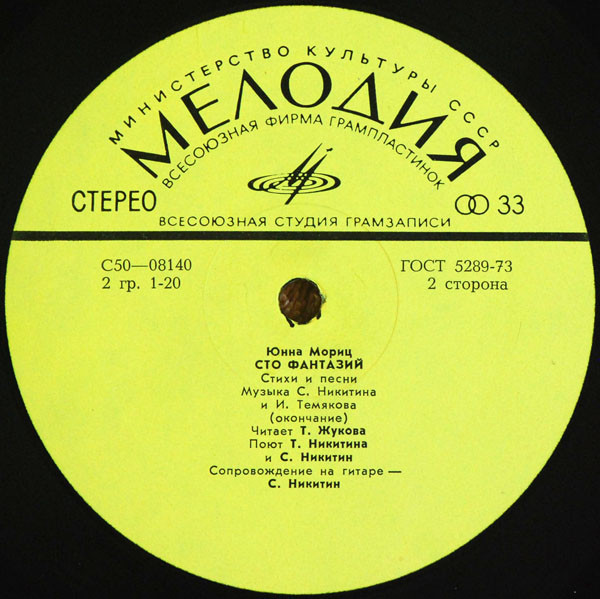 МИНИСТЕРСТВО КУЛЬТУРЫ СССР
МЕЛОДИЯ
ВСЕСОЮЗНАЯ ФИРМА ГРАМПЛАСТИНОК
СТЕРЕО
33
ВСЕСОЮЗНАЯ СТУДИЯ ГРАМЗАПИСИ
С50—08140
ГОСТ 5289-73
2 гр. 1-20
2 сторона
Юнна Мориц
СТО ФАНТАЗИЙ
Стихи и песни
Музыка С. Никитина
и И. Темякова
(окончание)
Читает Т. Жукова
Поют Т. Никитина
и С. Никитин
Сопровождение на гитаре —
С. Никитин